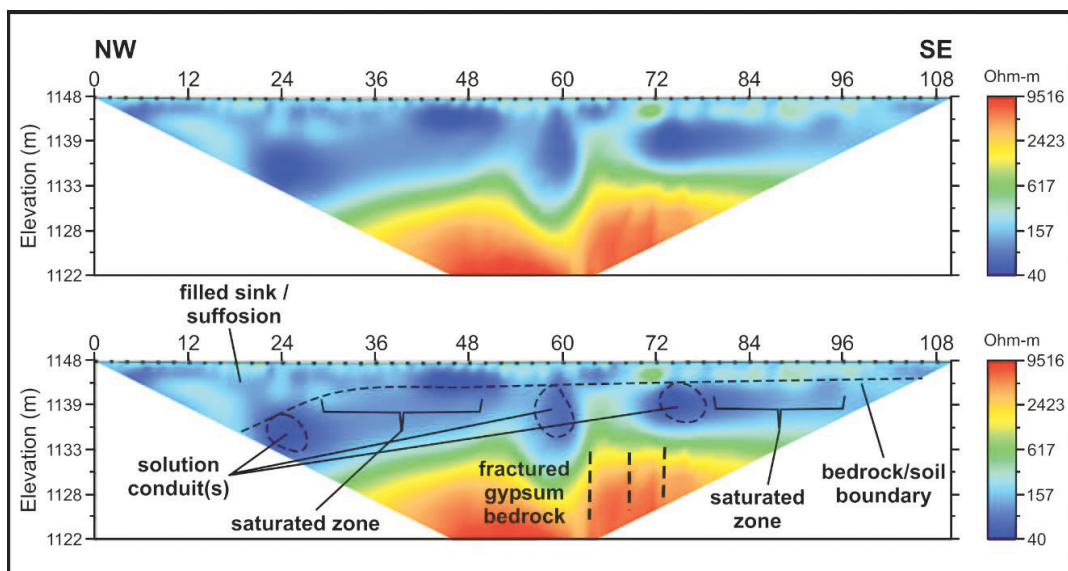 NW SE
0 12 24 36 48 60 72 84 96 108
Ohm-m
Elevation (m)
1148
1139
1133
1128
1122
9516
2423
617
157
40
filled sink /
suffosion
0 12 24 36 48 60 72 84 96 108
Ohm-m
Elevation (m)
1148
1139
1133
1128
1122
9516
2423
617
157
40
solution
conduit(s)
saturated zone
fractured
gypsum
bedrock
saturated
zone
bedrock/soil
boundary